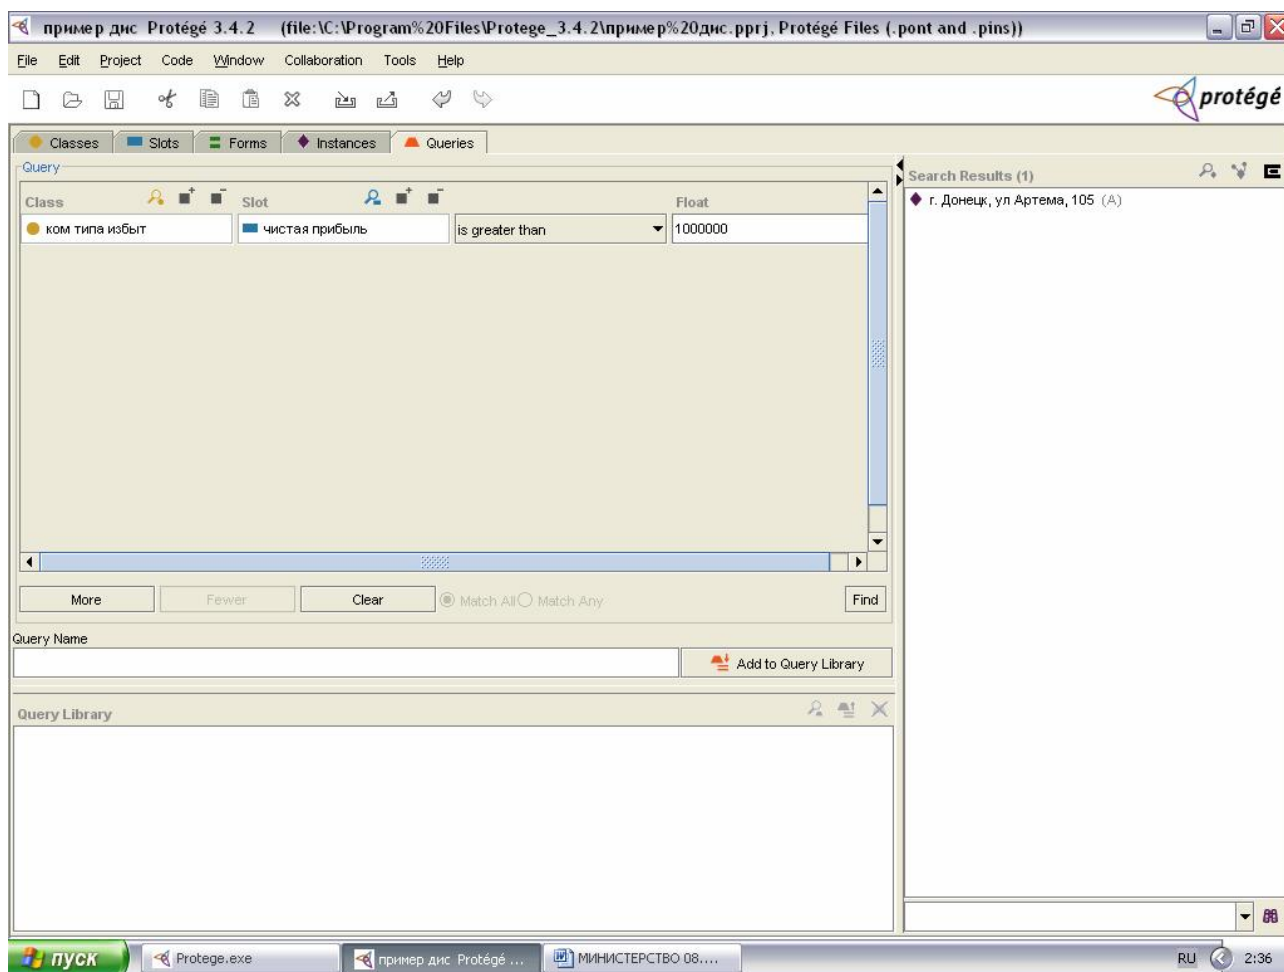 пример дис Protégé 3.4.2 (file:\C:\Program%20Files\Protege_3.4.2\пример%20дис.pprj, Protégé Files (.pont and .pins))
File Edit Project Code Window Collaboration Tools Help
protégé
Classes Slots Forms Instances Queries
Query
Class Slot Float
ком типа избыт чистая прибыль is greater than 1000000
More Fewer Clear Match All Match Any Find
Query Name
Add to Query Library
Query Library
Search Results (1)
г. Донецк, ул Артема, 105 (A)
пуск Protege.exe пример дис Protégé ... МИНИСТЕРСТВО 08.... RU 2:36